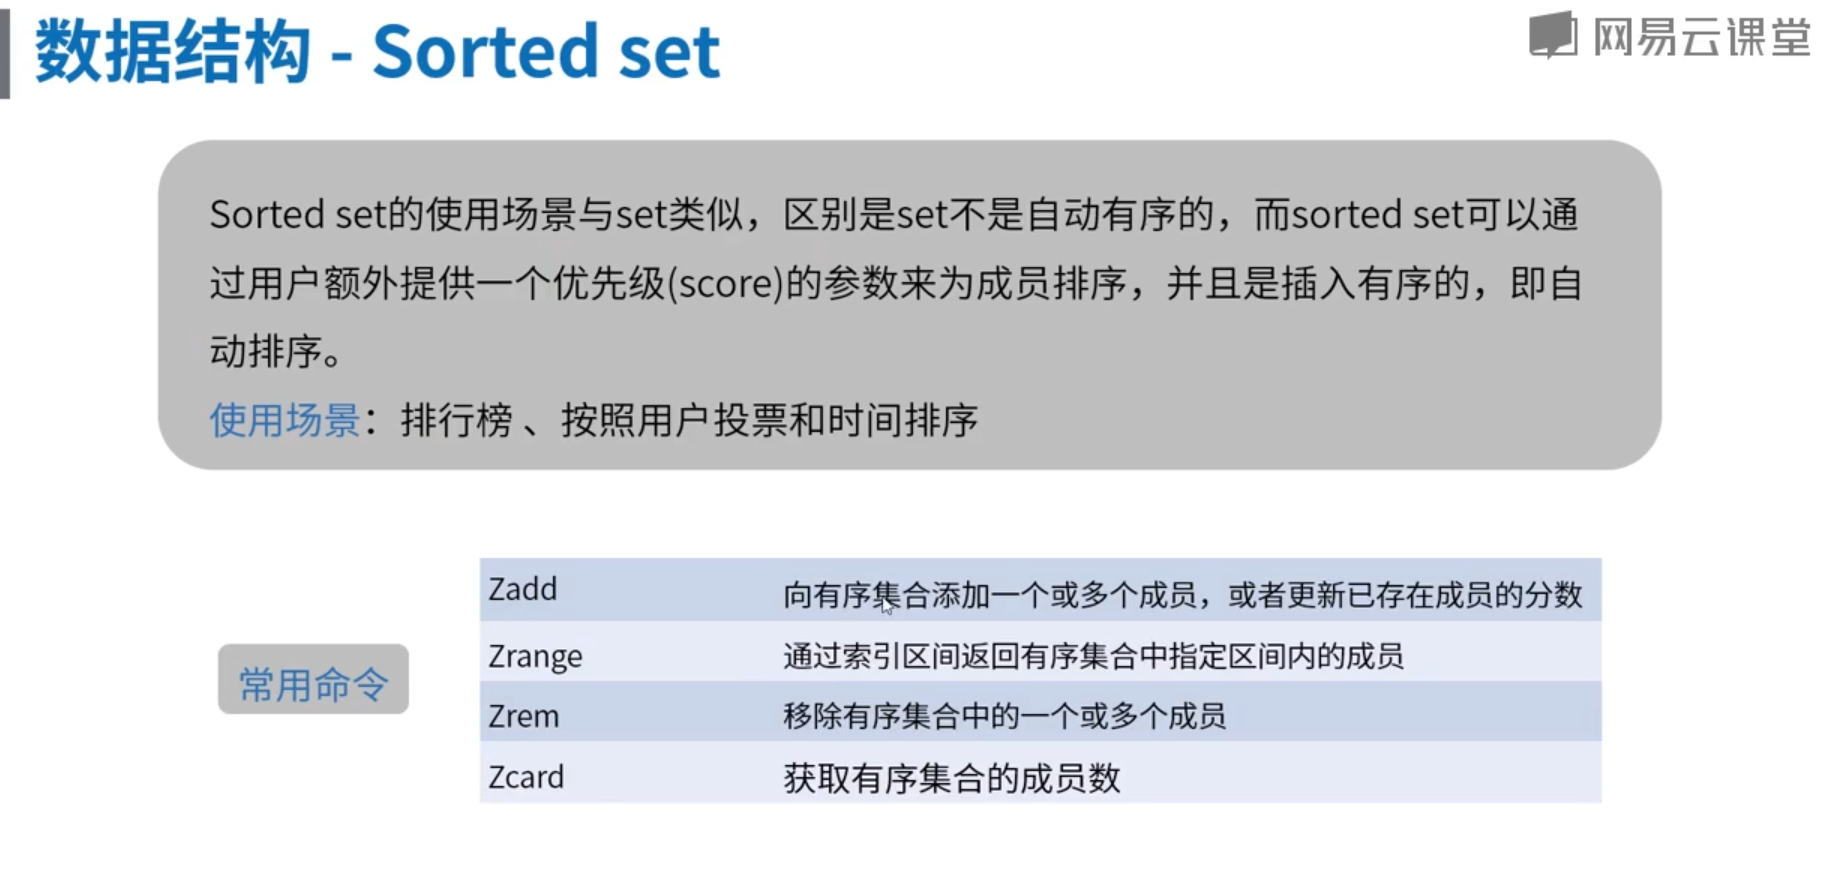 数据结构 - Sorted set
网易云课堂
Sorted set的使用场景与set类似，区别是set不是自动有序的，而sorted set可以通
过用户额外提供一个优先级(score)的参数来为成员排序，并且是插入有序的，即自
动排序。
使用场景：排行榜 、按照用户投票和时间排序
常用命令
Zadd 向有序集合添加一个或多个成员，或者更新已存在成员的分数
Zrange 通过索引区间返回有序集合中指定区间内的成员
Zrem 移除有序集合中的一个或多个成员
Zcard 获取有序集合的成员数